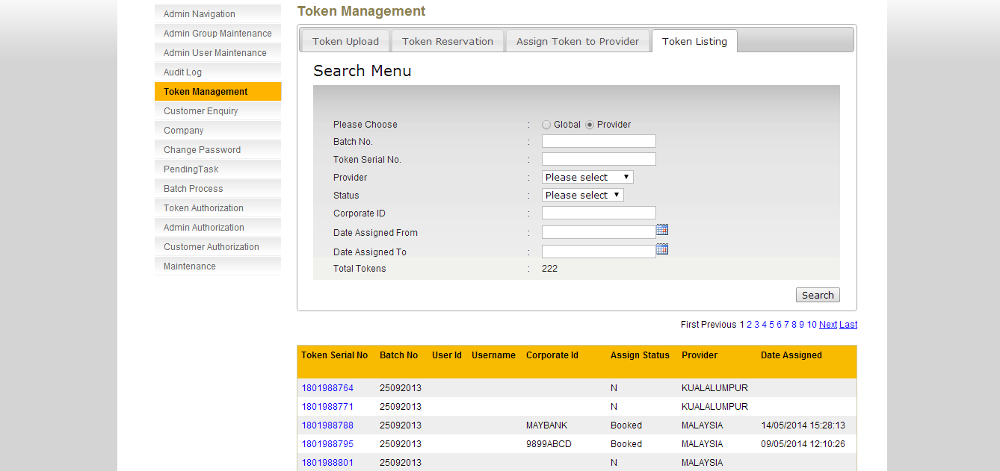 Admin Navigation
Admin Group Maintenance
Admin User Maintenance
Audit Log
Token Management
Customer Enquiry
Company
Change Password
PendingTask
Batch Process
Token Authorization
Admin Authorization
Customer Authorization
Maintenance
Token Management
Token Upload Token Reservation Assign Token to Provider Token Listing
Search Menu
Please Choose : Global Provider
Batch No. :
Token Serial No. :
Provider : Please select
Status : Please select
Corporate ID :
Date Assigned From :
Date Assigned To :
Total Tokens : 222
Search
First Previous 1 2 3 4 5 6 7 8 9 10 Next Last
Token Serial No Batch No User Id Username Corporate Id Assign Status Provider Date Assigned
1801988764 25092013 N KUALALUMPUR
1801988771 25092013 N KUALALUMPUR
1801988788 25092013 MAYBANK Booked MALAYSIA 14/05/2014 15:28:13
1801988795 25092013 9899ABCD Booked MALAYSIA 09/05/2014 12:10:26
1801988801 25092013 N MALAYSIA